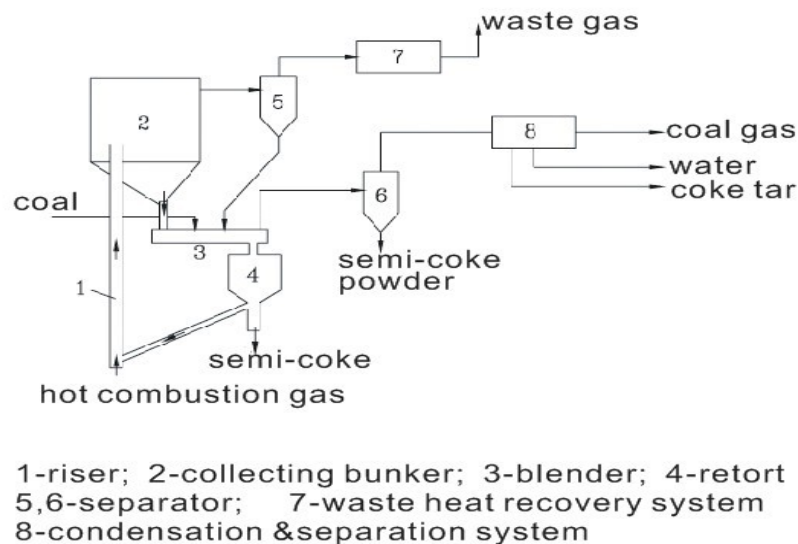 waste gas
7
2
5
8
coal gas
water
coke tar
coal
6
3
semi-coke
powder
4
1
semi-coke
hot combustion gas
1-riser; 2-collecting bunker; 3-blender; 4-retort
5,6-separator; 7-waste heat recovery system
8-condensation &separation system